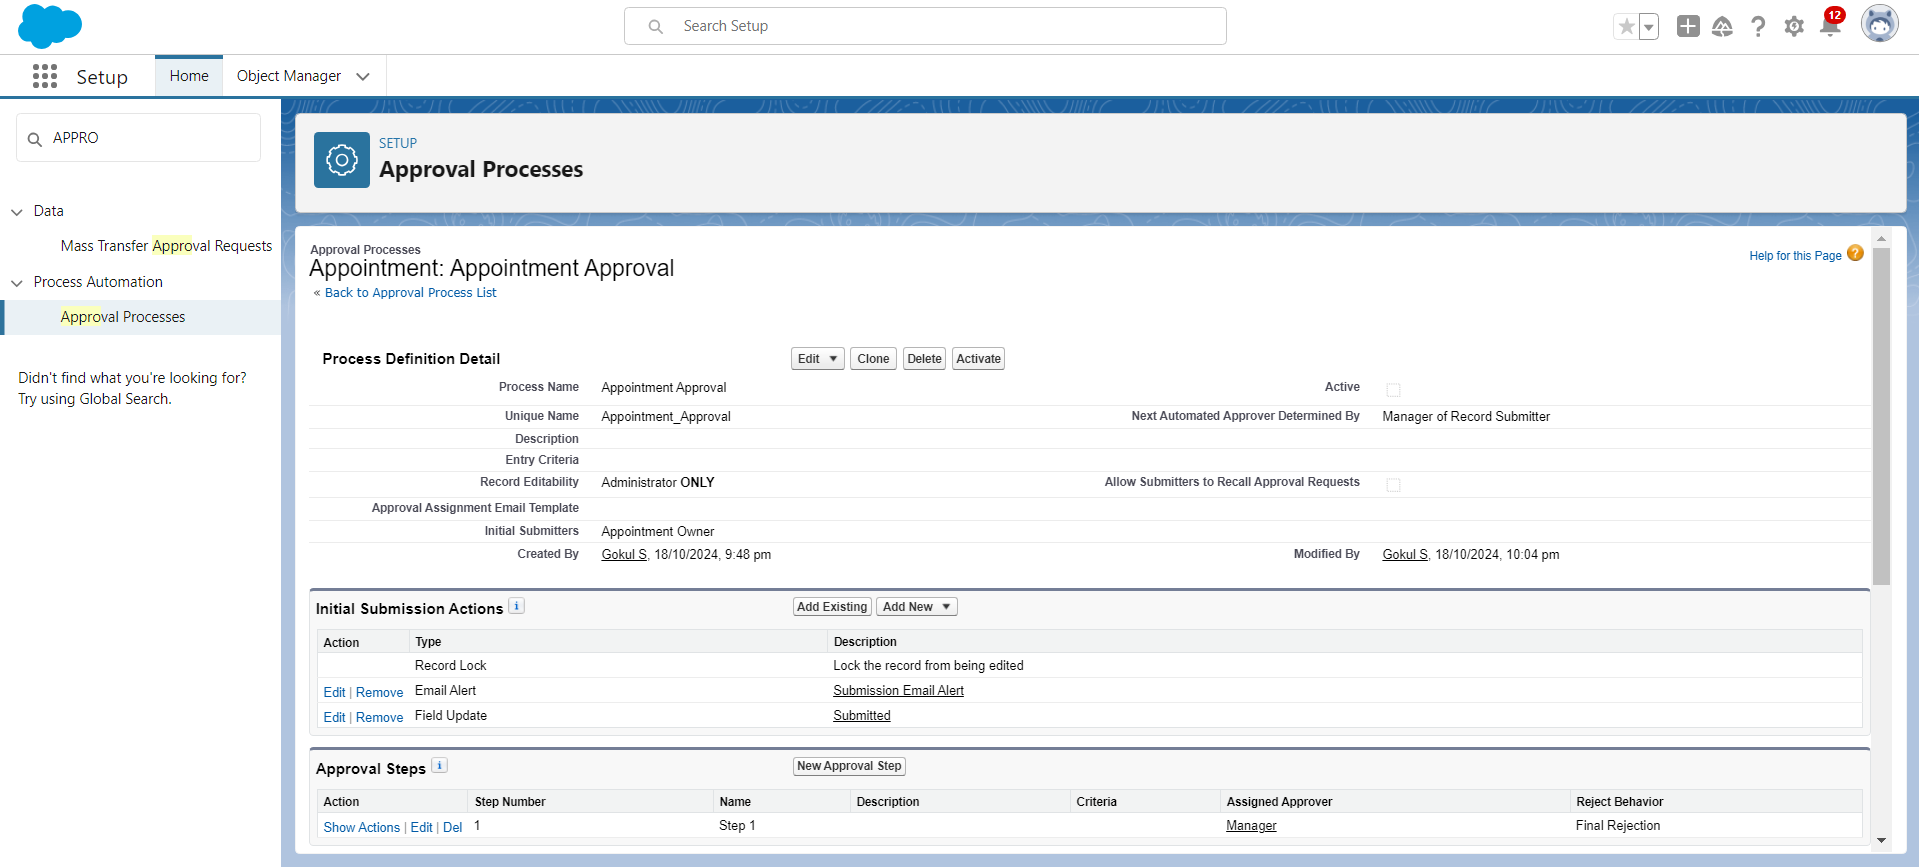 Search Setup
12
Setup
Home
Object Manager
APPRO
Data
Mass Transfer Approval Requests
Process Automation
Approval Processes
Didn't find what you're looking for?
Try using Global Search.
SETUP
Approval Processes
Approval Processes
Appointment: Appointment Approval
Help for this Page ?
« Back to Approval Process List
Process Definition Detail Edit Clone Delete Activate
Process Name Appointment Approval Active
Unique Name Appointment_Approval Next Automated Approver Determined By Manager of Record Submitter
Description
Entry Criteria
Record Editability Administrator ONLY Allow Submitters to Recall Approval Requests
Approval Assignment Email Template
Initial Submitters Appointment Owner
Created By Gokul S, 18/10/2024, 9:48 pm Modified By Gokul S, 18/10/2024, 10:04 pm
Initial Submission Actions i Add Existing Add New
Action Type Description
Record Lock Lock the record from being edited
Edit | Remove Email Alert Submission Email Alert
Edit | Remove Field Update Submitted
Approval Steps i New Approval Step
Action Step Number Name Description Criteria Assigned Approver Reject Behavior
Show Actions | Edit | Del 1 Step 1 Manager Final Rejection